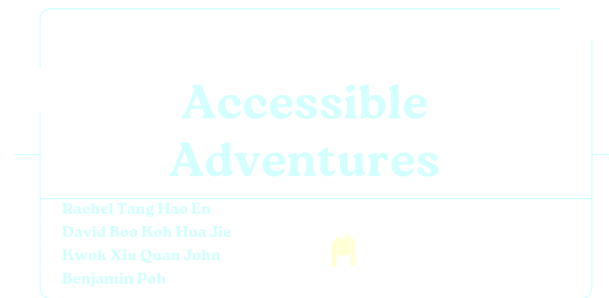 Accessible
Adventures
Rachel Tang Hao En
David Boo Koh Hua Jie
Kwok Xiu Quan John
Benjamin Poh